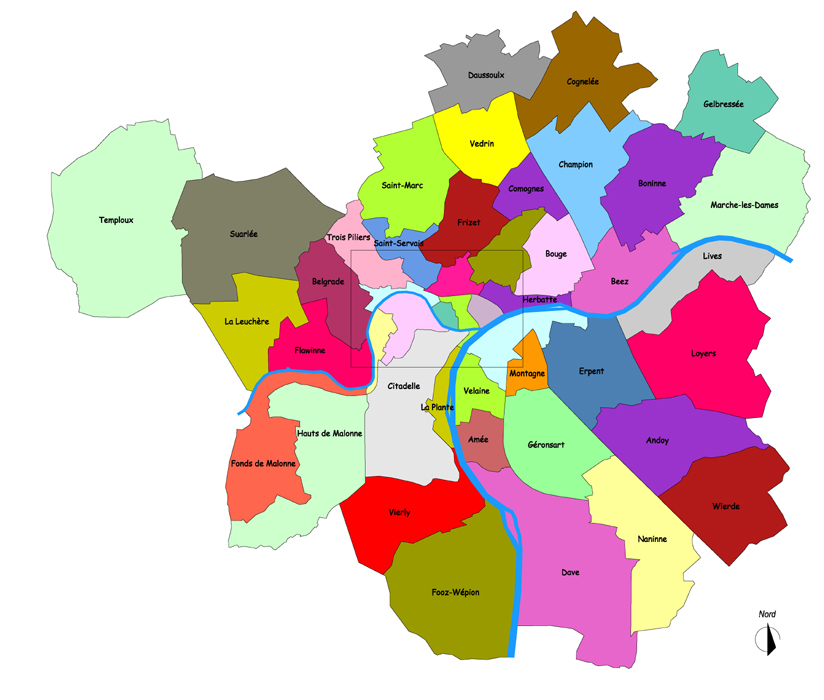 Daussoulx
Cognelée
Gelbressée
Vedrin
Champion
Saint-Marc
Comognes
Boninne
Marche-les-Dames
Temploux
Suarlée
Trois Piliers
Frizet
Saint-Servais
Bouge
Lives
Belgrade
Beez
Herbatte
La Leuchère
Flawinne
Loyers
Citadelle
Montagne
Erpent
Velaine
La Plante
Hauts de Malonne
Amée
Géronsart
Andoy
Fonds de Malonne
Vierly
Wierde
Naninne
Dave
Fooz-Wépion
Nord